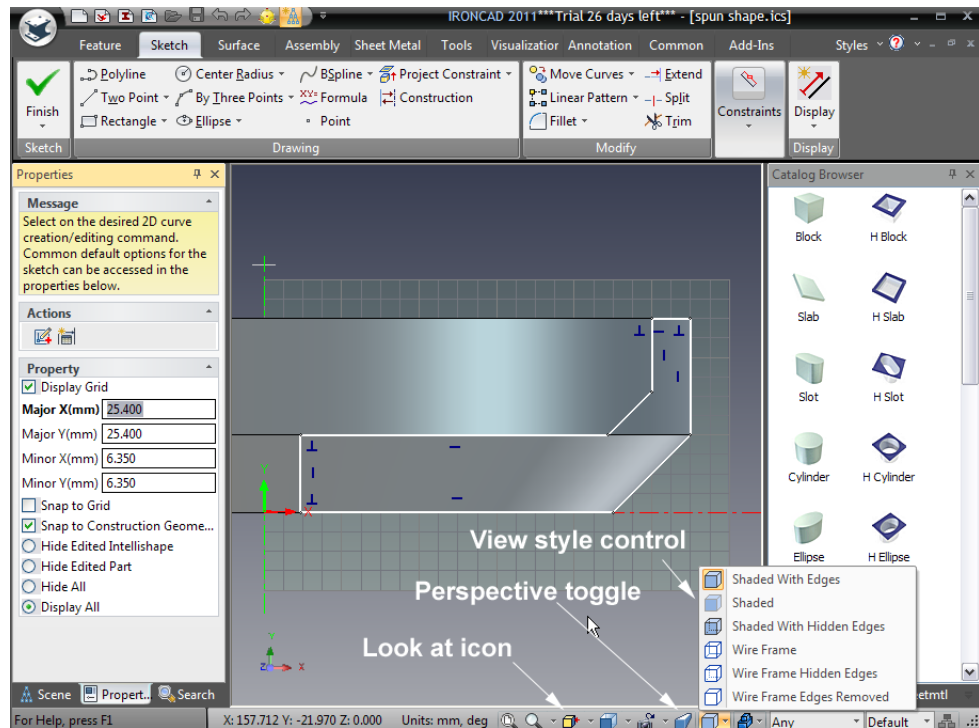 IRONCAD 2011***Trial 26 days left*** - [spun shape.ics]
Feature Sketch Surface Assembly Sheet Metal Tools Visualization Annotation Common Add-Ins Styles
Polyline Center Radius BSpline Project Constraint Move Curves Extend
Two Point By Three Points Formula Construction Linear Pattern Split
Finish Rectangle Ellipse Point Fillet Trim Constraints Display
Sketch Drawing Modify Display
Properties
Message
Select on the desired 2D curve
creation/editing command.
Common default options for the
sketch can be accessed in the
properties below.
Actions
Property
Display Grid
Major X(mm) 25.400
Major Y(mm) 25.400
Minor X(mm) 6.350
Minor Y(mm) 6.350
Snap to Grid
Snap to Construction Geome...
Hide Edited Intellishape
Hide Edited Part
Hide All
Display All
Scene Propert... Search
Y
X
Z X
View style control
Perspective toggle
Look at icon
Catalog Browser
Block H Block
Slab H Slab
Slot H Slot
Cylinder H Cylinder
Ellipse H Ellipse
Shaded With Edges
Shaded
Shaded With Hidden Edges
Wire Frame
Wire Frame Hidden Edges
Wire Frame Edges Removed
eetmtl
For Help, press F1 X: 157.712 Y: -21.970 Z: 0.000 Units: mm, deg Any Default